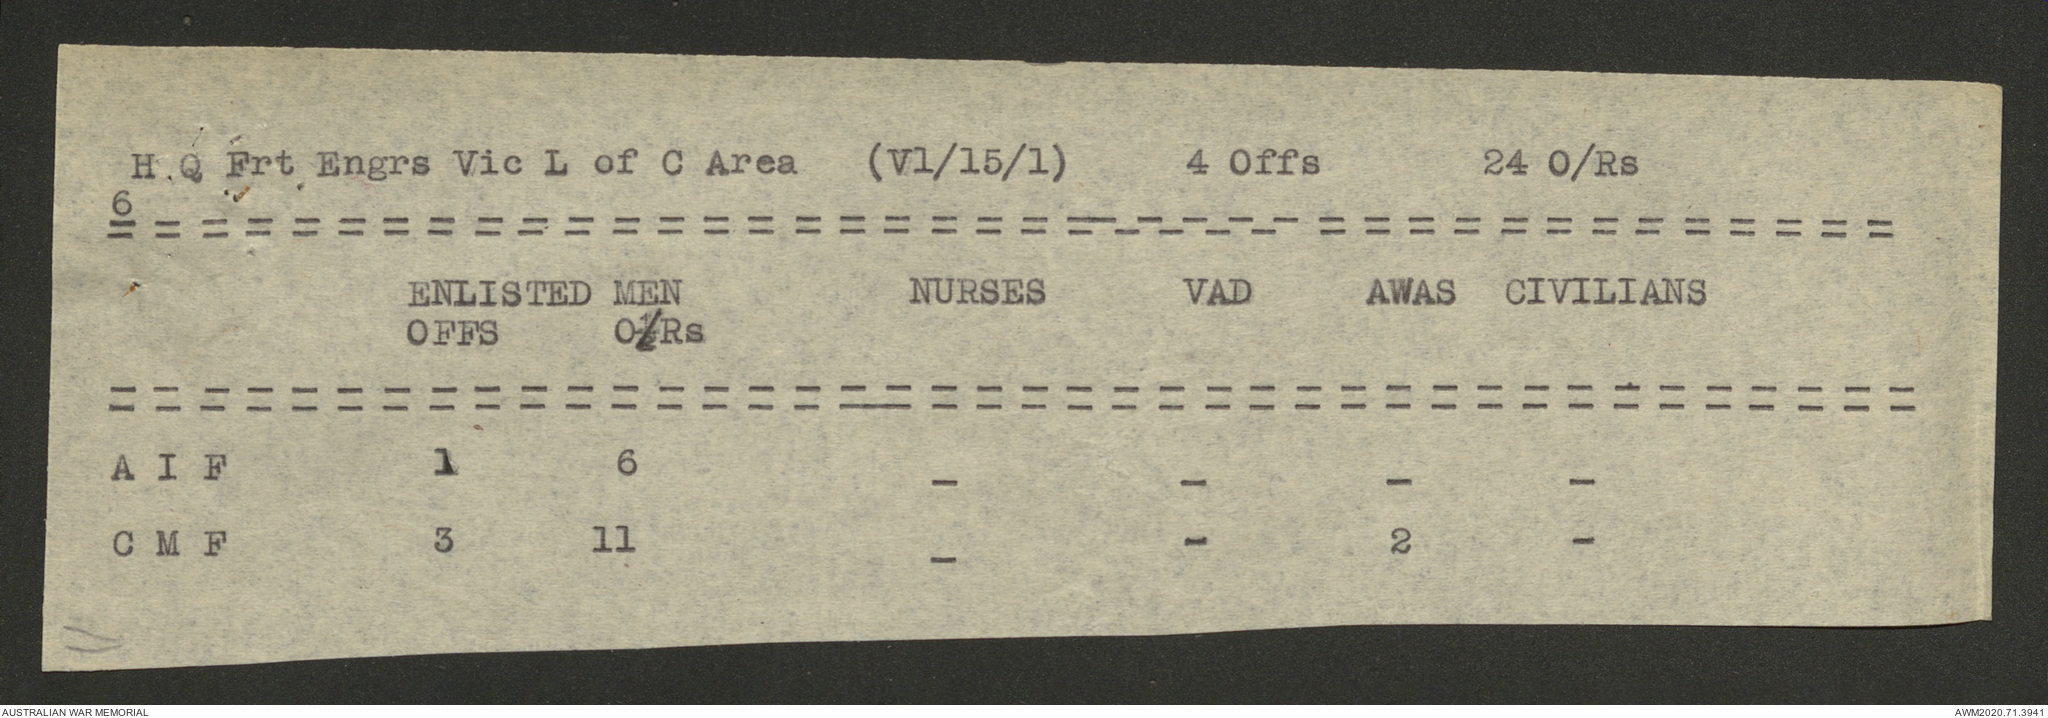 H.Q Frt Engrs Vic L of C Area (V1/15/1) 4 Offs 24 O/Rs
6
= = = = = = = = = = = = = = = = = = = = = = = = = = = = = = = = = = = = = = =
ENLISTED MEN NURSES VAD AWAS CIVILIANS
OFFS O/Rs
= = = = = = = = = = = = = = = = = = = = = = = = = = = = = = = = = = = = = = = =
A I F 1 6 _ _ _ _
C M F 3 11 _ - 2 -
AUSTRALIAN WAR MEMORIAL AWM2020.71.3941